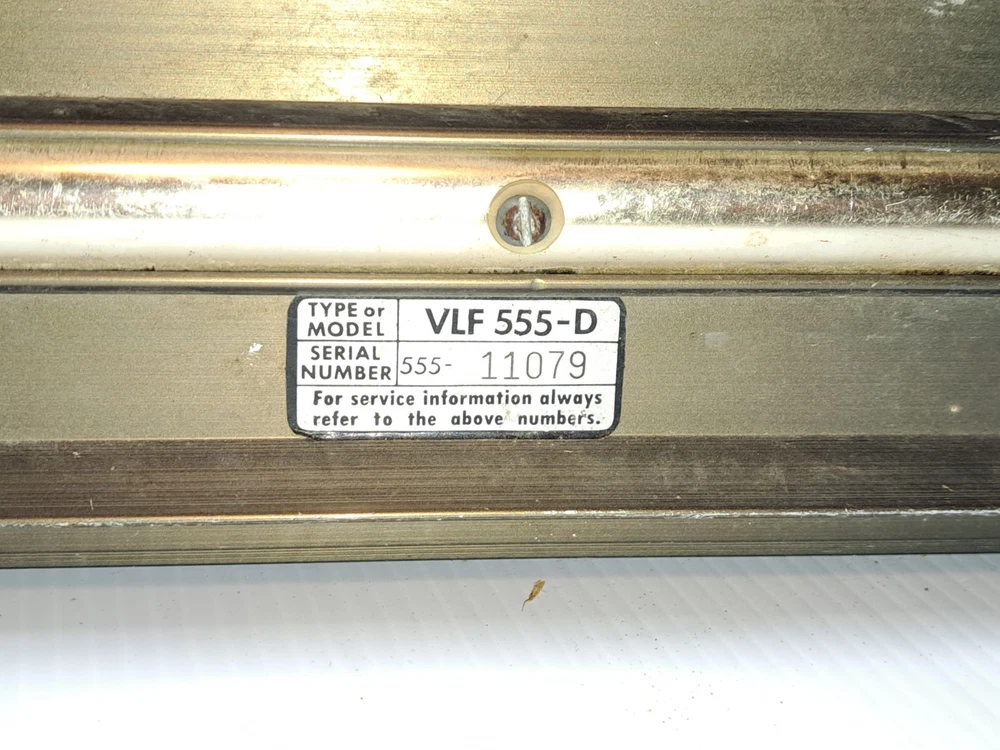 TYPE or MODEL VLF 555-D
SERIAL NUMBER 555- 11079
For service information always
refer to the above numbers.